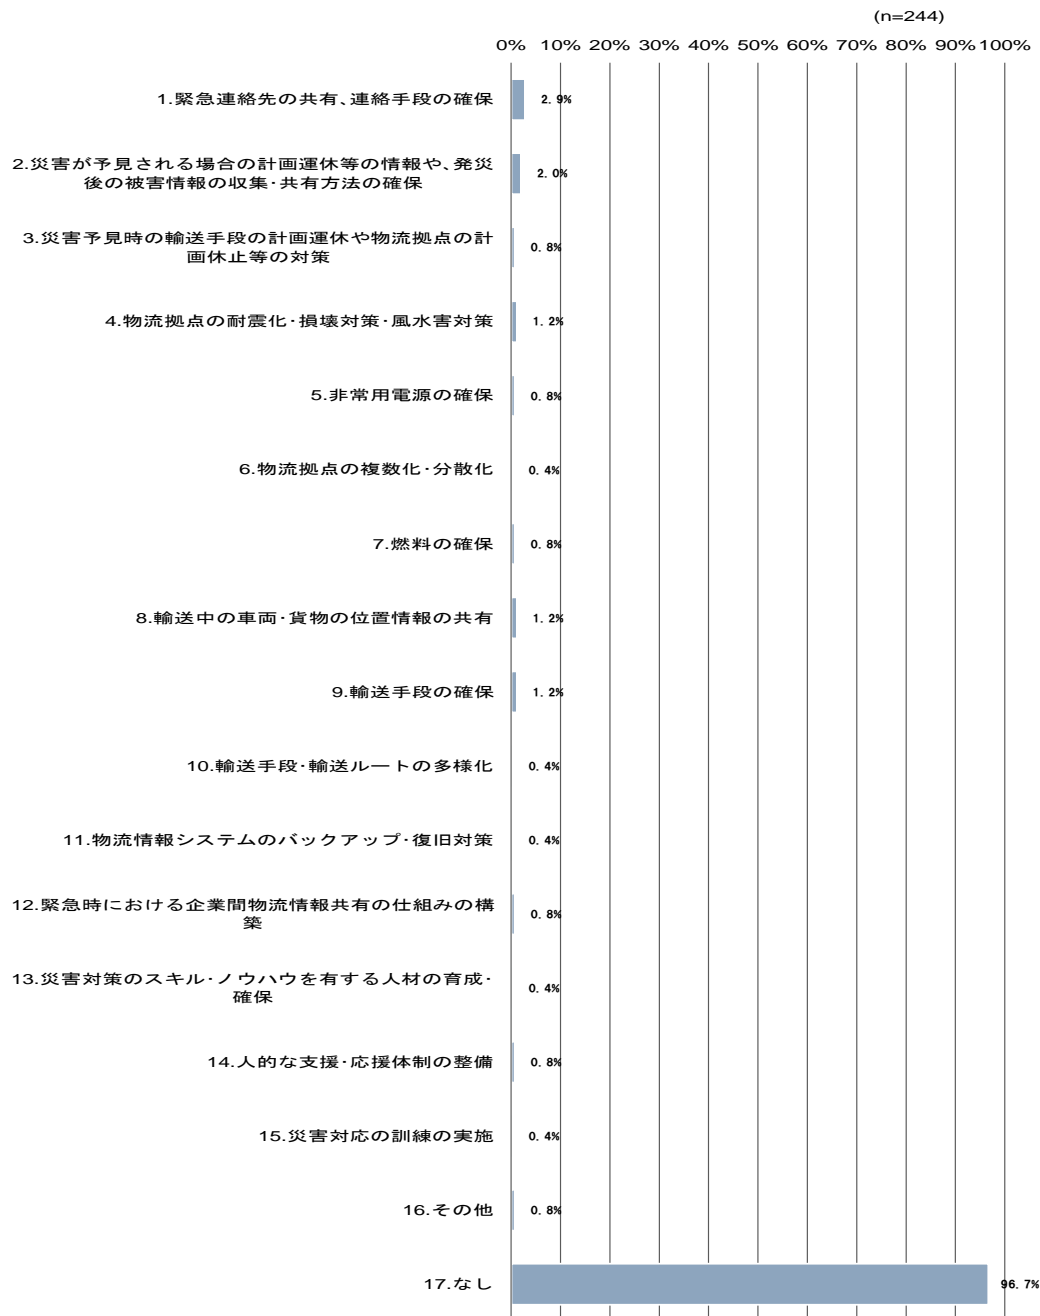 (n=244)
0% 10% 20% 30% 40% 50% 60% 70% 80% 90% 100%
1.緊急連絡先の共有、連絡手段の確保 2.9%
2.災害が予見される場合の計画運休等の情報や、発災
後の被害情報の収集・共有方法の確保 2.0%
3.災害予見時の輸送手段の計画運休や物流拠点の計
画休止等の対策 0.8%
4.物流拠点の耐震化・損壊対策・風水害対策 1.2%
5.非常用電源の確保 0.8%
6.物流拠点の複数化・分散化 0.4%
7.燃料の確保 0.8%
8.輸送中の車両・貨物の位置情報の共有 1.2%
9.輸送手段の確保 1.2%
10.輸送手段・輸送ルートの多様化 0.4%
11.物流情報システムのバックアップ・復旧対策 0.4%
12.緊急時における企業間物流情報共有の仕組みの構
築 0.8%
13.災害対策のスキル・ノウハウを有する人材の育成・
確保 0.4%
14.人的な支援・応援体制の整備 0.8%
15.災害対応の訓練の実施 0.4%
16.その他 0.8%
17.なし 96.7%